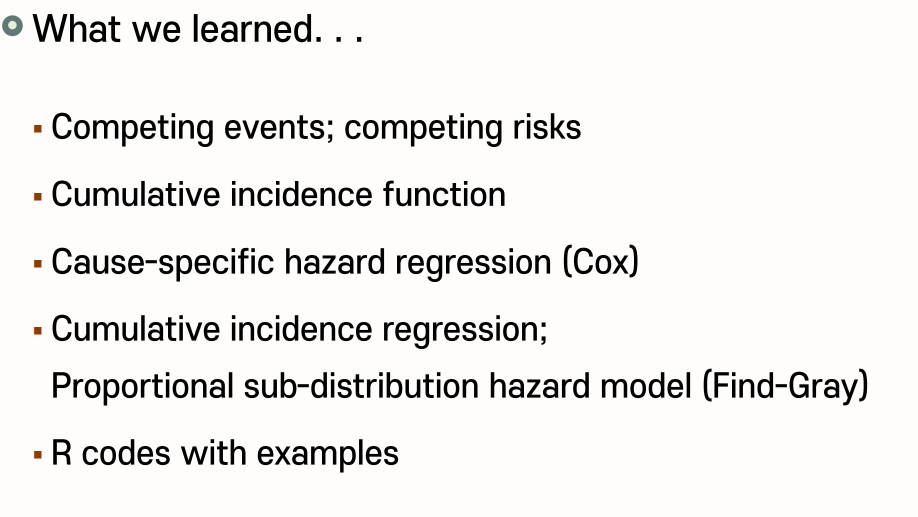 What we learned. . .
Competing events; competing risks
Cumulative incidence function
Cause-specific hazard regression (Cox)
Cumulative incidence regression;
Proportional sub-distribution hazard model (Find-Gray)
R codes with examples